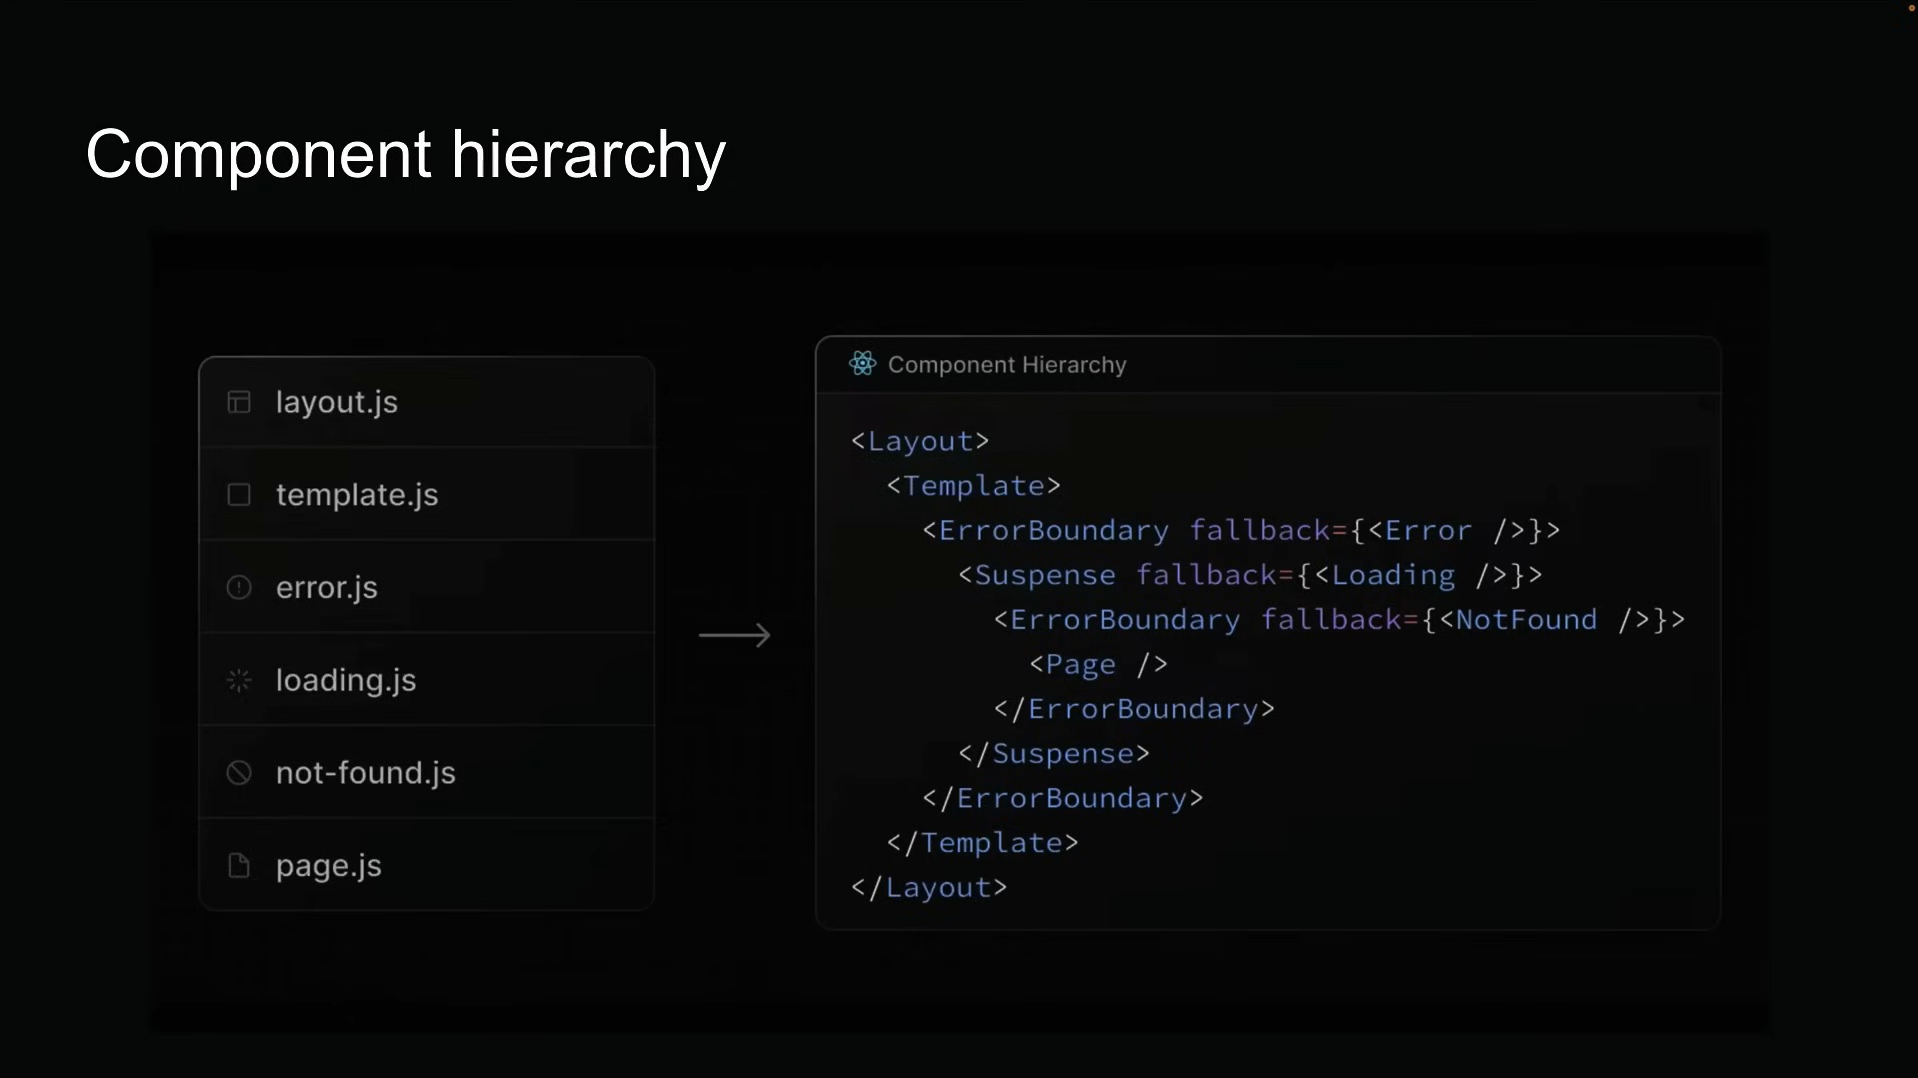 Component hierarchy
layout.js
template.js
error.js
loading.js
not-found.js
page.js
Component Hierarchy
<Layout>
<Template>
<ErrorBoundary fallback={<Error />}>
<Suspense fallback={<Loading />}>
<ErrorBoundary fallback={<NotFound />}>
<Page />
</ErrorBoundary>
</Suspense>
</ErrorBoundary>
</Template>
</Layout>